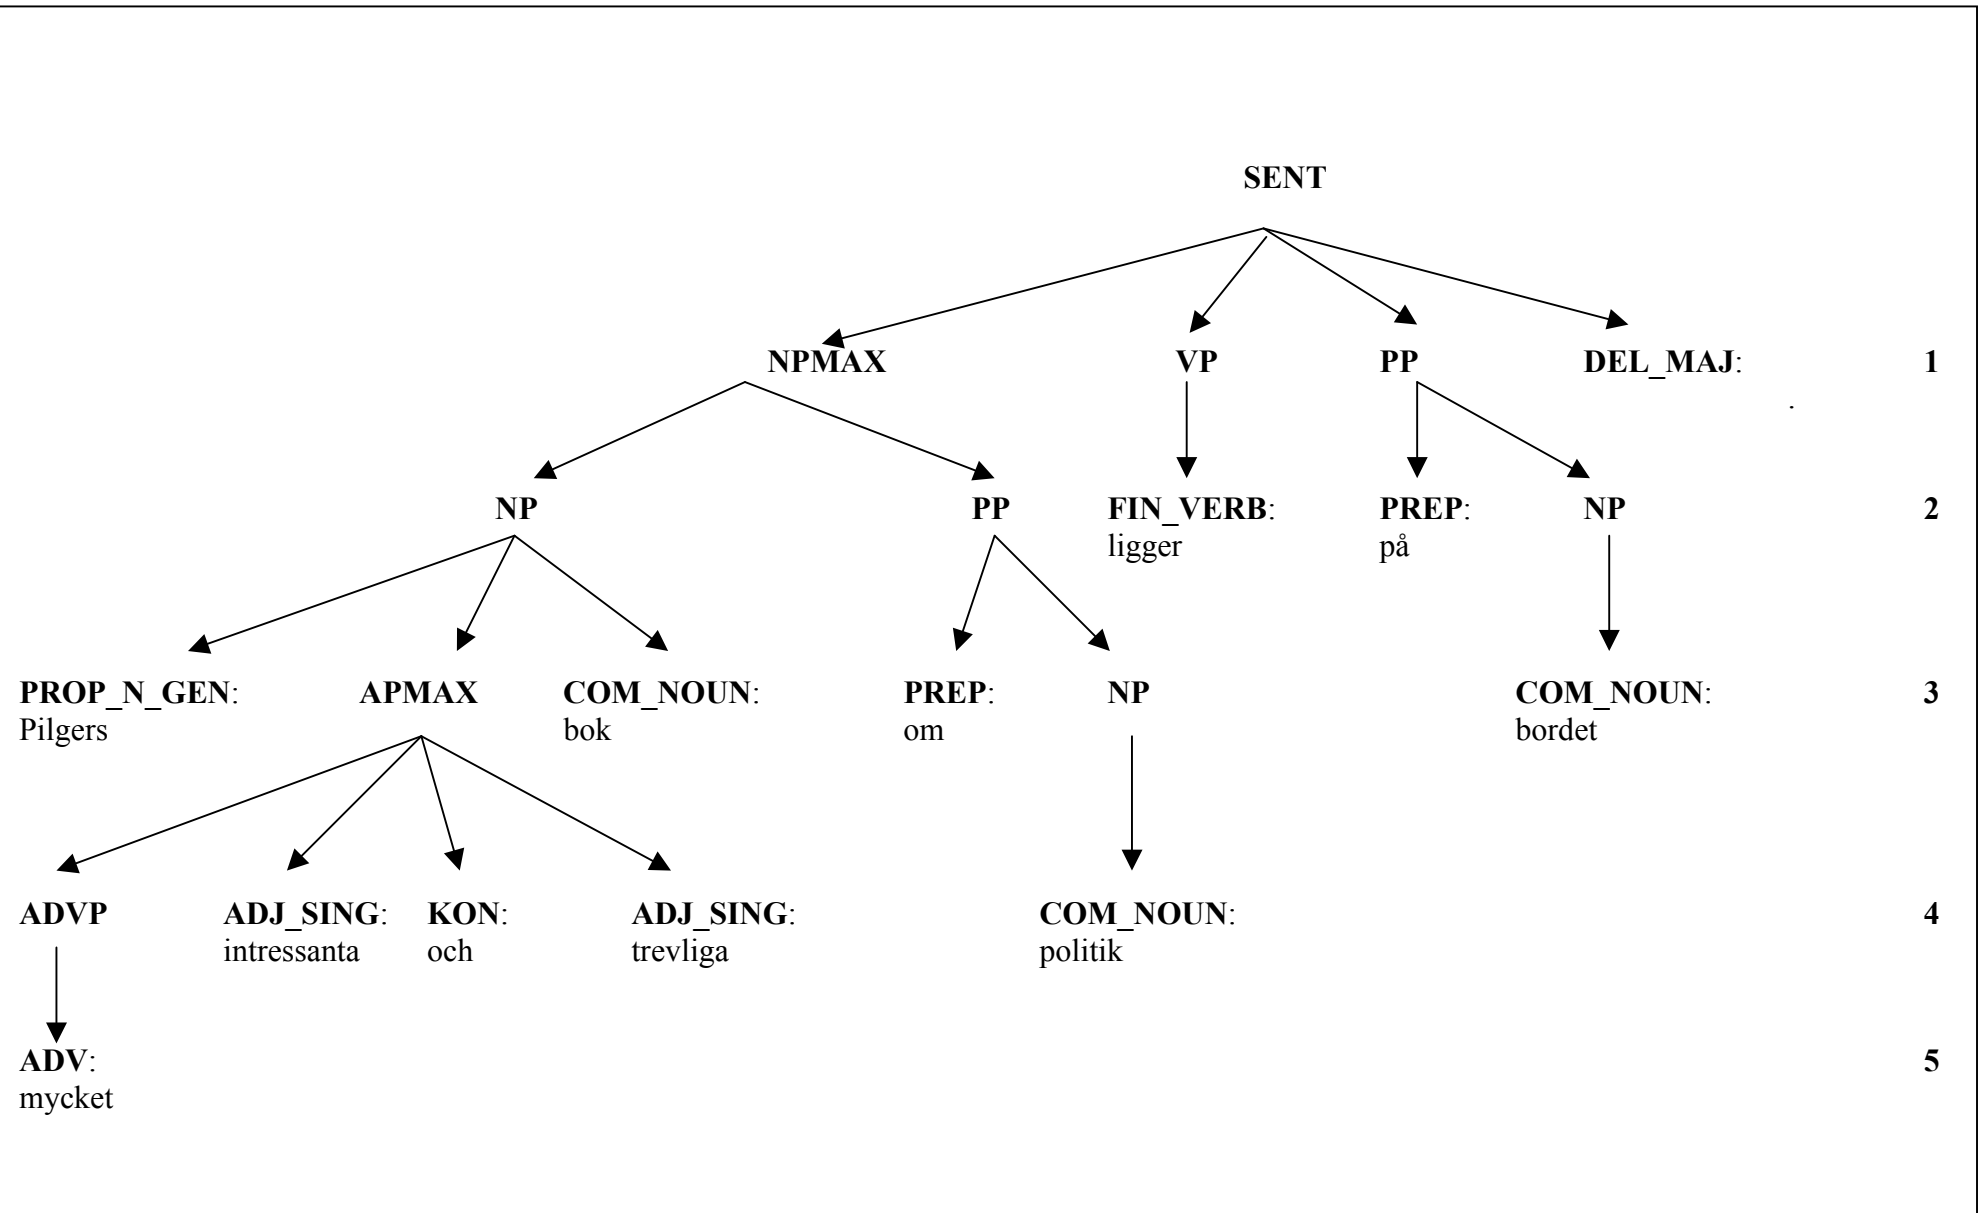 SENT
NPMAX VP PP DEL_MAJ: 1
.
NP PP FIN_VERB: PREP: NP 2
ligger på
PROP_N_GEN: APMAX COM_NOUN: PREP: NP COM_NOUN: 3
Pilgers bok om bordet
ADVP ADJ_SING: KON: ADJ_SING: COM_NOUN: 4
intressanta och trevliga politik
ADV: 5
mycket